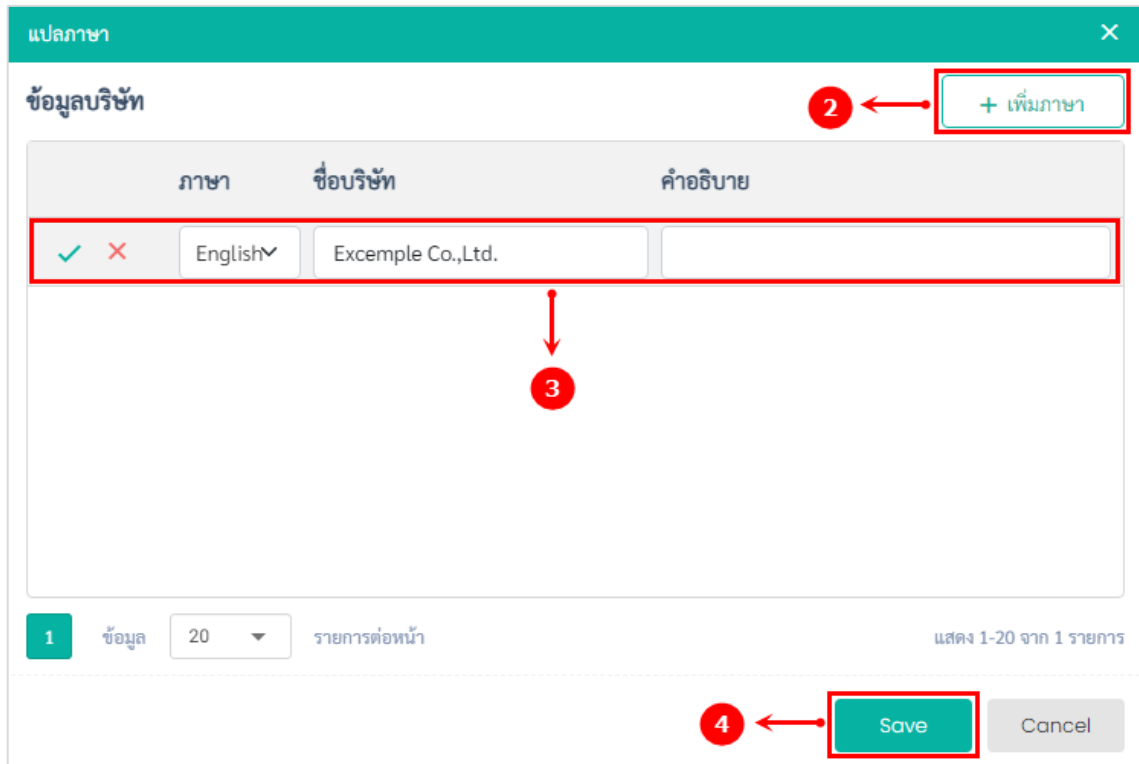 แปลภาษา
ข้อมูลบริษัท
2
+ เพิ่มภาษา
ภาษา ชื่อบริษัท คำอธิบาย
English Excemple Co.,Ltd.
3
1 ข้อมูล 20 รายการต่อหน้า แสดง 1-20 จาก 1 รายการ
4 Save Cancel